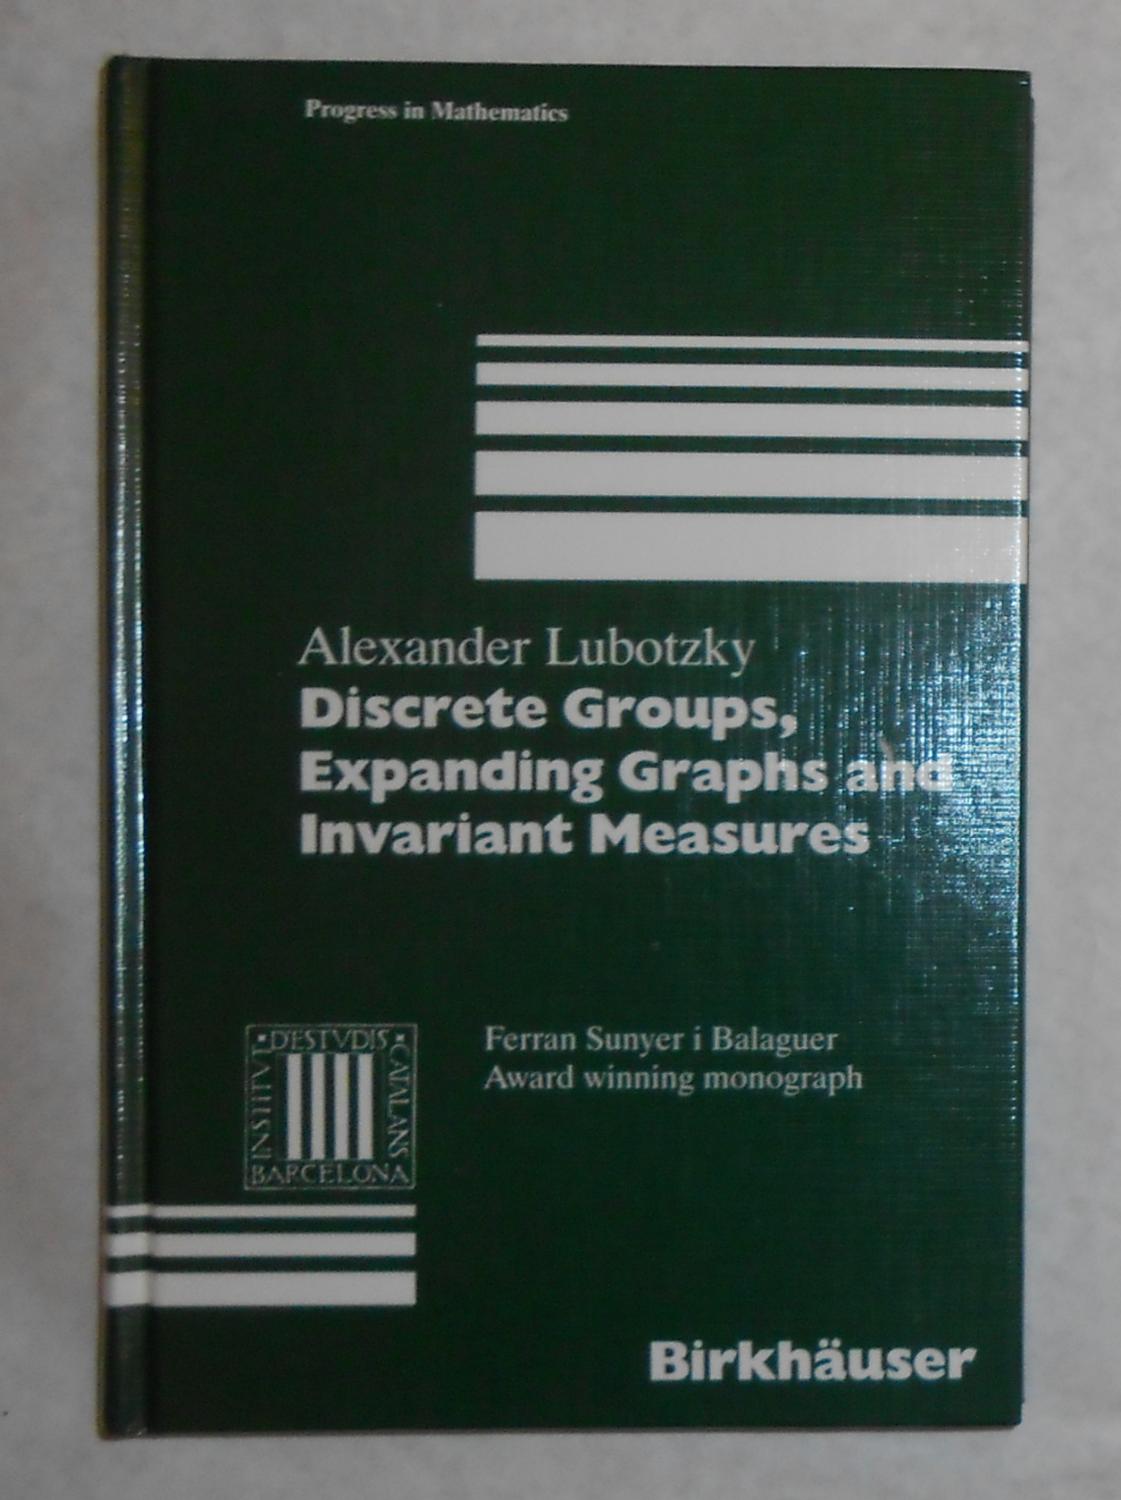 Progress in Mathematics
Alexander Lubotzky
Discrete Groups,
Expanding Graphs and
Invariant Measures
Ferran Sunyer i Balaguer
Award winning monograph
INSTITVT
D'ESTVDIS
CATALANS
BARCELONA
Birkhäuser